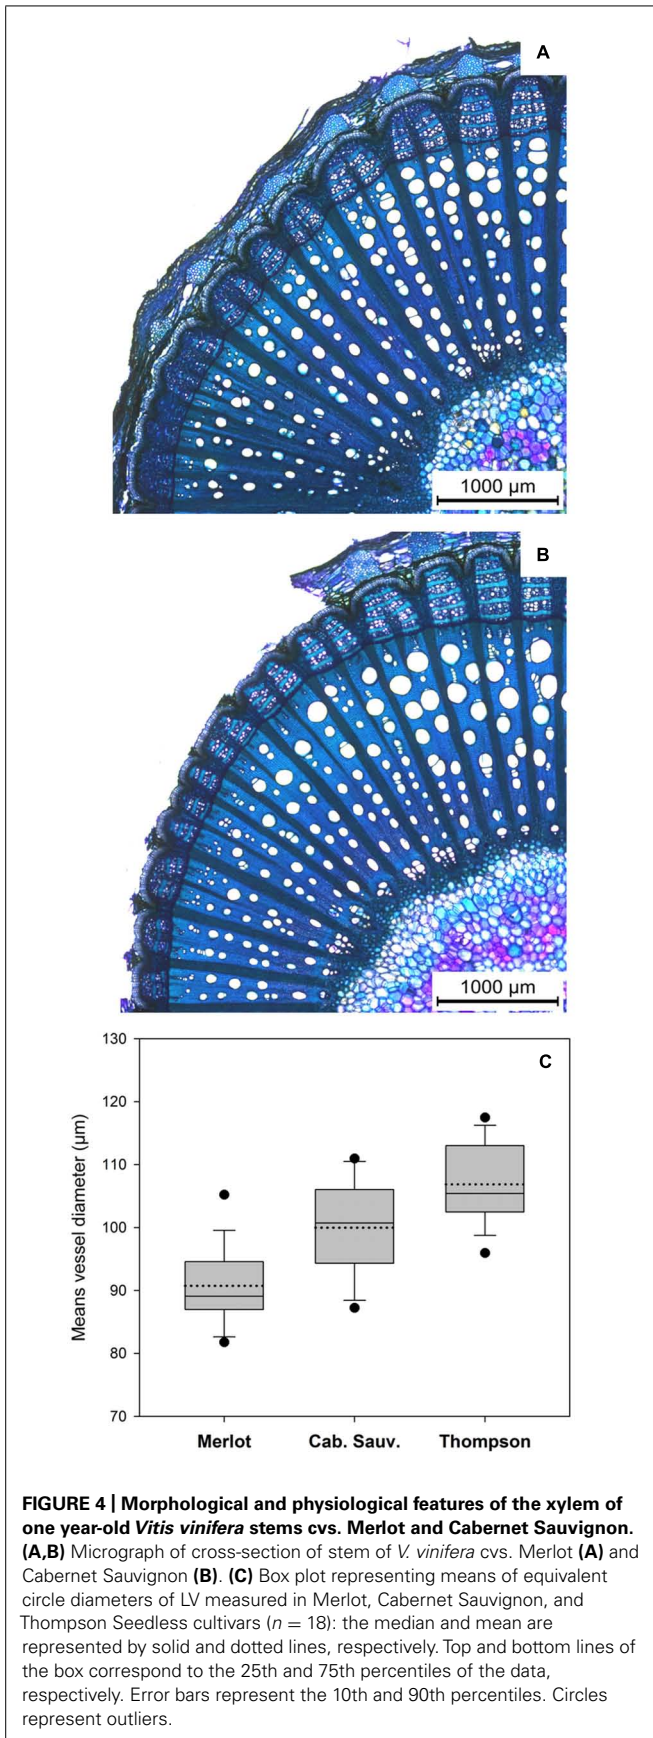 A
1000 µm
B
1000 µm
C
130
120
110
100
90
80
70
Means vessel diameter (µm)
Merlot Cab. Sauv. Thompson
FIGURE 4 | Morphological and physiological features of the xylem of
one year-old Vitis vinifera stems cvs. Merlot and Cabernet Sauvignon.
(A,B) Micrograph of cross-section of stem of V. vinifera cvs. Merlot (A) and
Cabernet Sauvignon (B). (C) Box plot representing means of equivalent
circle diameters of LV measured in Merlot, Cabernet Sauvignon, and
Thompson Seedless cultivars (n = 18): the median and mean are
represented by solid and dotted lines, respectively. Top and bottom lines of
the box correspond to the 25th and 75th percentiles of the data,
respectively. Error bars represent the 10th and 90th percentiles. Circles
represent outliers.